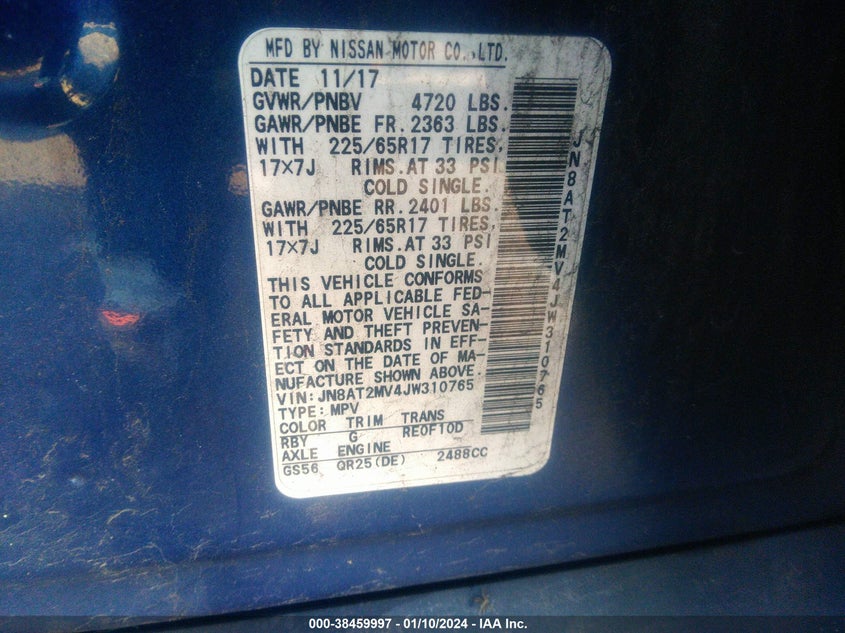 MFD BY NISSAN MOTOR CO.,LTD.
DATE 11/17
GVWR/PNBV 4720 LBS.
GAWR/PNBE FR.2363 LBS.
WITH 225/65R17 TIRES,
17×7J RIMS.AT 33 PSI
COLD SINGLE.
GAWR/PNBE RR.2401 LBS.
WITH 225/65R17 TIRES,
17×7J RIMS.AT 33 PSI
COLD SINGLE.
THIS VEHICLE CONFORMS
TO ALL APPLICABLE FED-
ERAL MOTOR VEHICLE SA-
FETY AND THEFT PREVEN-
TION STANDARDS IN EFF-
ECT ON THE DATE OF MA-
NUFACTURE SHOWN ABOVE.
VIN:JN8AT2MV4JW310765
TYPE:MPV
COLOR TRIM TRANS
RBY G RE0F10D
AXLE ENGINE
GS56 QR25(DE) 2488CC
JN8AT2MV4JW310765
000-38459997 - 01/10/2024 - IAA Inc.